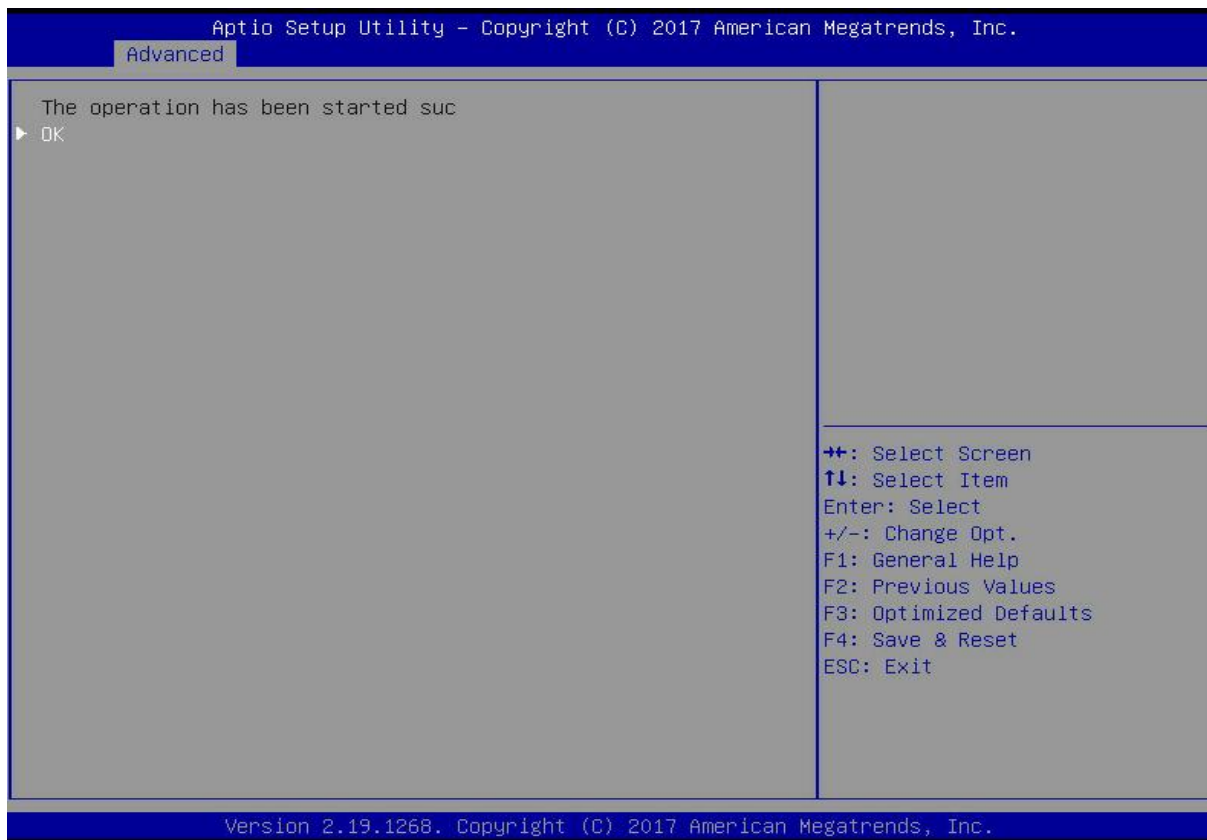 Aptio Setup Utility – Copyright (C) 2017 American Megatrends, Inc.
Advanced
The operation has been started suc
▶ OK
→←: Select Screen
↑↓: Select Item
Enter: Select
+/-: Change Opt.
F1: General Help
F2: Previous Values
F3: Optimized Defaults
F4: Save & Reset
ESC: Exit
Version 2.19.1268. Copyright (C) 2017 American Megatrends, Inc.